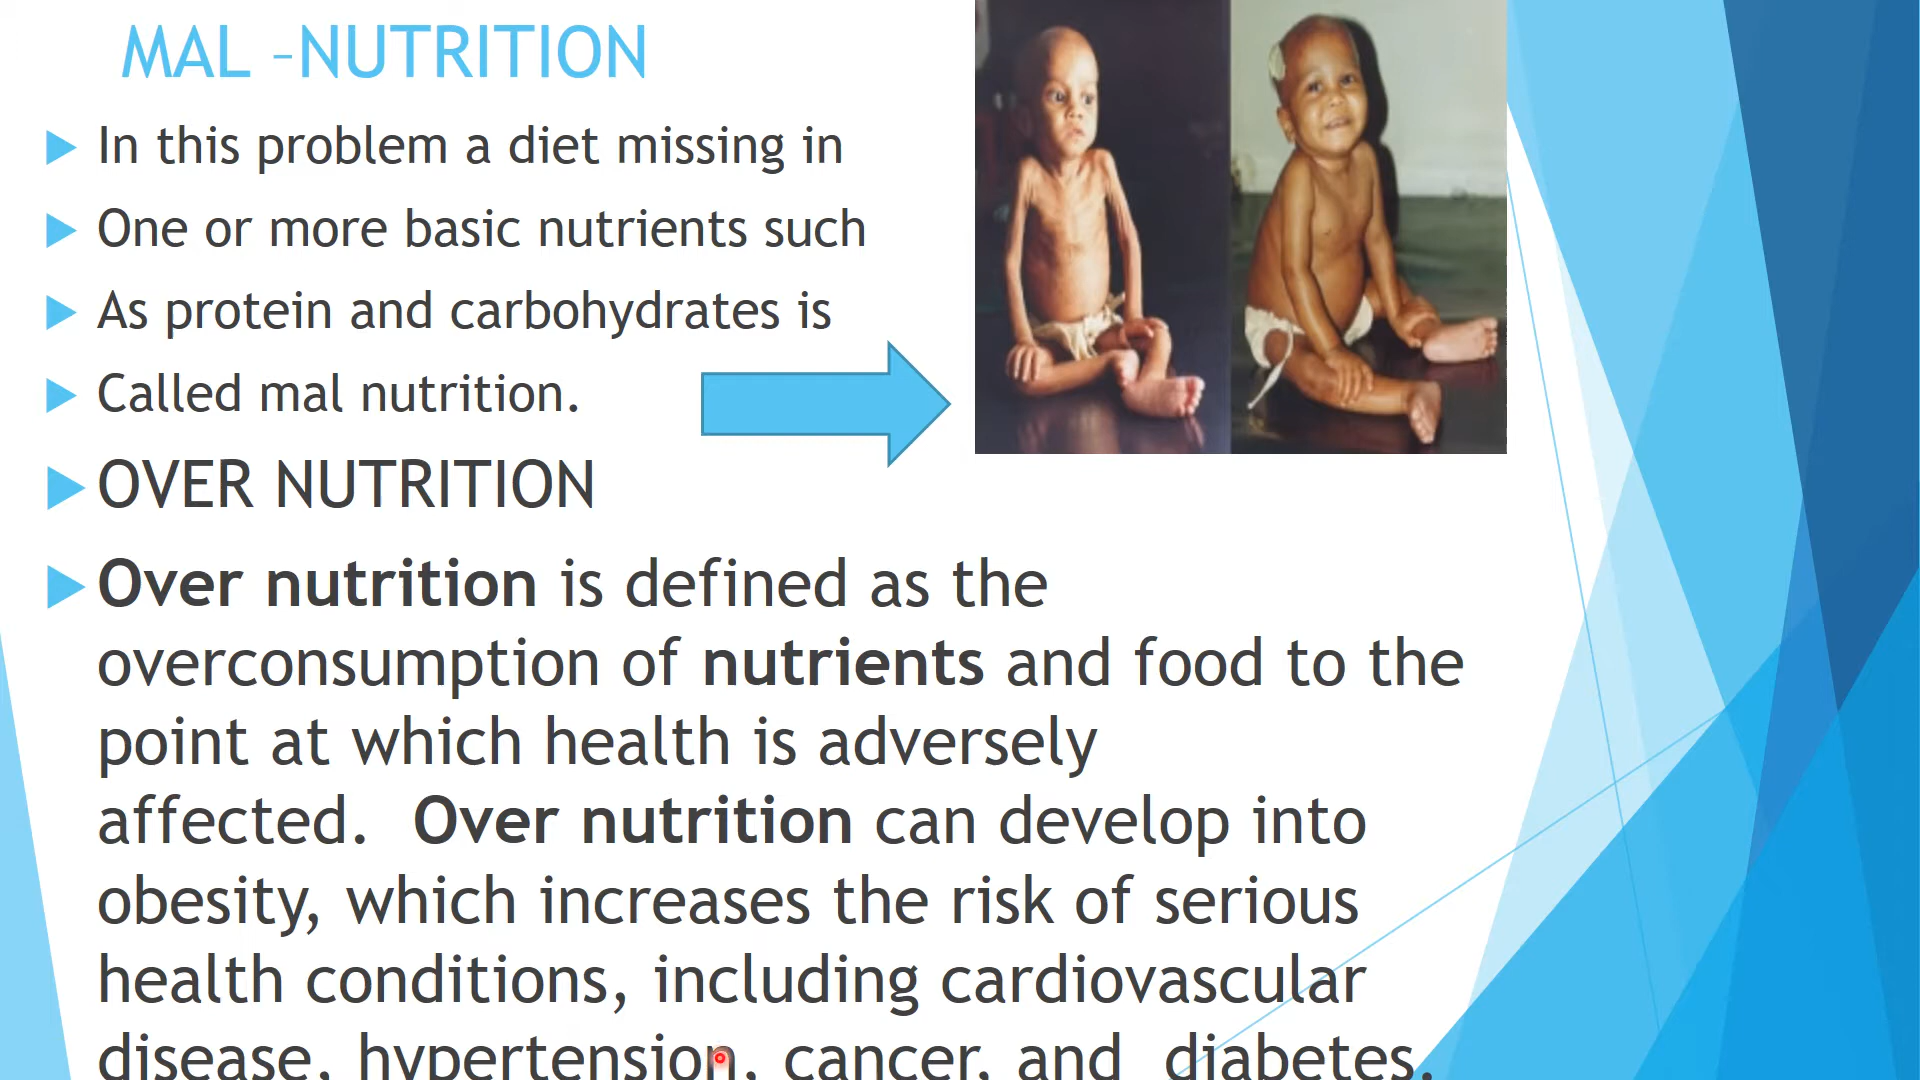 MAL -NUTRITION
In this problem a diet missing in
One or more basic nutrients such
As protein and carbohydrates is
Called mal nutrition.
OVER NUTRITION
Over nutrition is defined as the
overconsumption of nutrients and food to the
point at which health is adversely
affected. Over nutrition can develop into
obesity, which increases the risk of serious
health conditions, including cardiovascular
disease, hypertension, cancer, and diabetes.